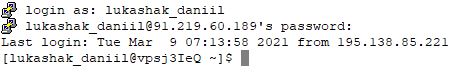 login as: lukashak_daniil
lukashak_daniil@91.219.60.189's password:
Last login: Tue Mar  9 07:13:58 2021 from 195.138.85.221
[lukashak_daniil@vpsj3IeQ ~]$